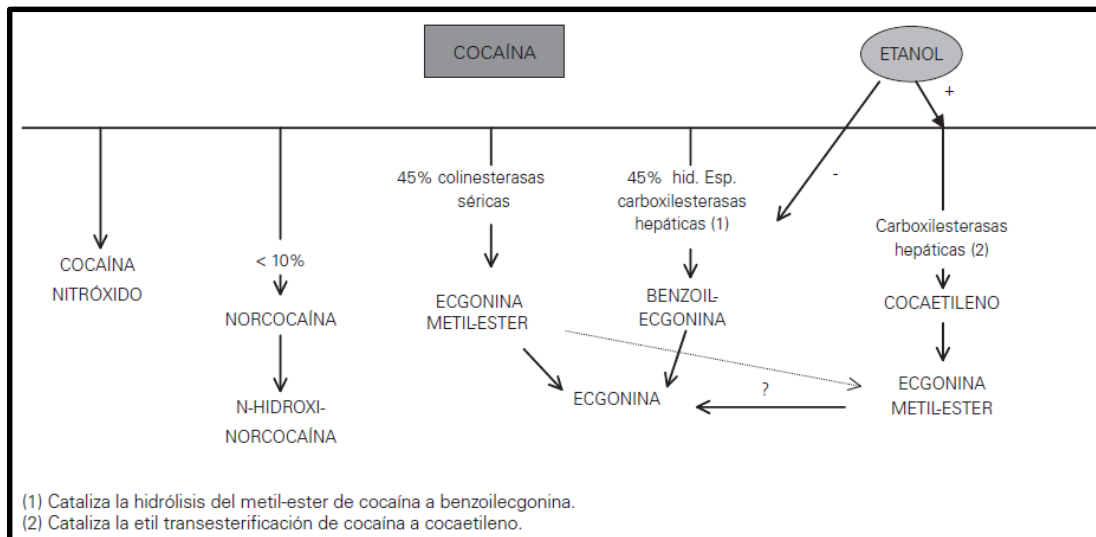 COCAÍNA
ETANOL
+
-
45% colinesterasas
séricas
45% hid. Esp.
carboxilesterasas
hepáticas (1)
Carboxilesterasas
hepáticas (2)
COCAÍNA
NITRÓXIDO
< 10%
NORCOCAÍNA
N-HIDROXI-
NORCOCAÍNA
ECGONINA
METIL-ESTER
BENZOIL-
ECGONINA
COCAETILENO
ECGONINA
?
ECGONINA
METIL-ESTER
(1) Cataliza la hidrólisis del metil-ester de cocaína a benzoilecgonina.
(2) Cataliza la etil transesterificación de cocaína a cocaetileno.